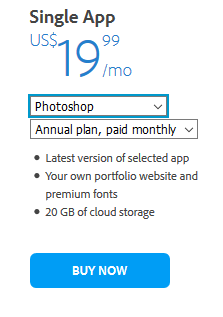 Single App
US$19 99
/mo
Photoshop
Annual plan, paid monthly
• Latest version of selected app
• Your own portfolio website and
premium fonts
• 20 GB of cloud storage
BUY NOW